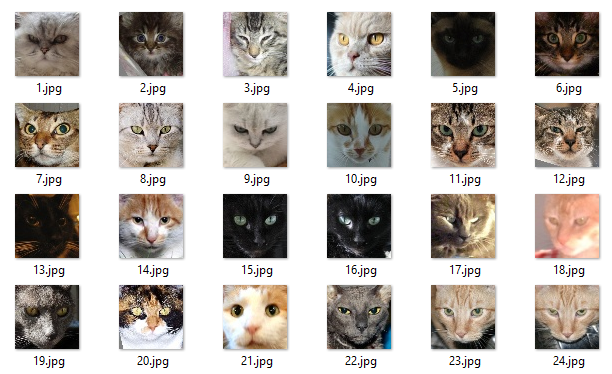 1.jpg 2.jpg 3.jpg 4.jpg 5.jpg 6.jpg
7.jpg 8.jpg 9.jpg 10.jpg 11.jpg 12.jpg
13.jpg 14.jpg 15.jpg 16.jpg 17.jpg 18.jpg
19.jpg 20.jpg 21.jpg 22.jpg 23.jpg 24.jpg